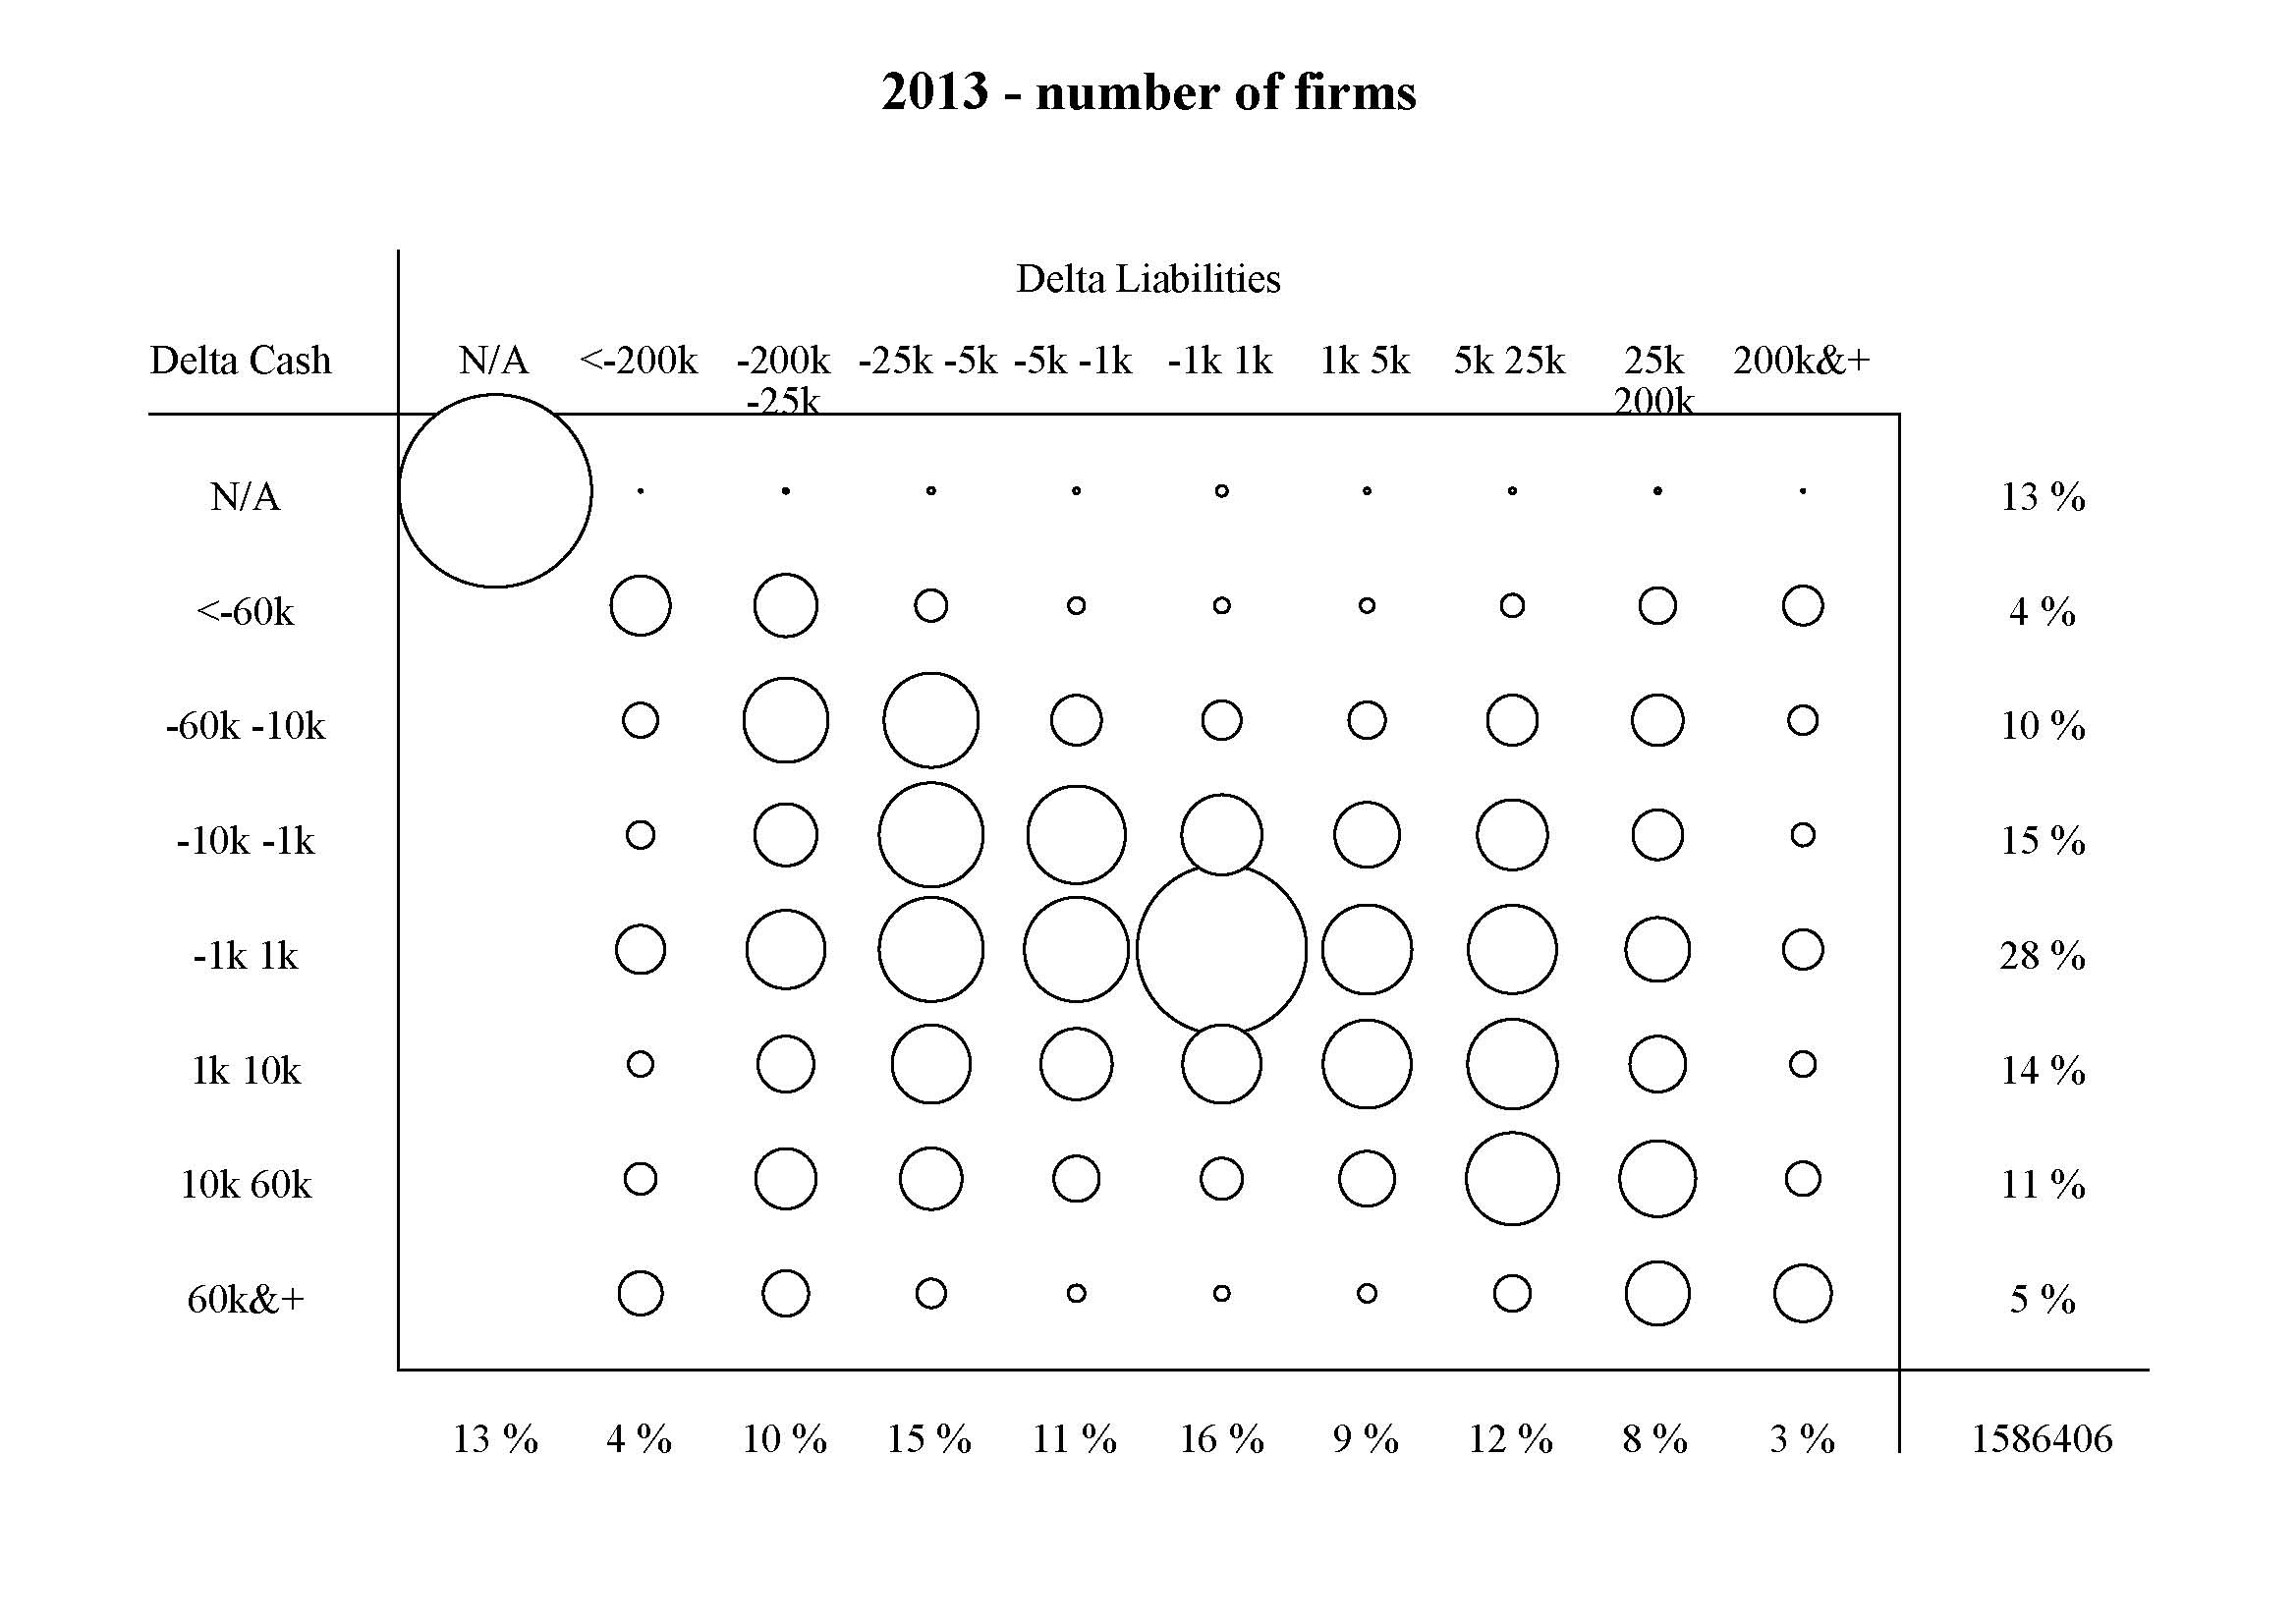 2013 - number of firms
Delta Liabilities
Delta Cash N/A <-200k -200k -25k -5k -5k -1k -1k 1k 1k 5k 5k 25k 25k 200k&+
-25k 200k
N/A 13 %
<-60k 4 %
-60k -10k 10 %
-10k -1k 15 %
-1k 1k 28 %
1k 10k 14 %
10k 60k 11 %
60k&+ 5 %
13 % 4 % 10 % 15 % 11 % 16 % 9 % 12 % 8 % 3 % 1586406